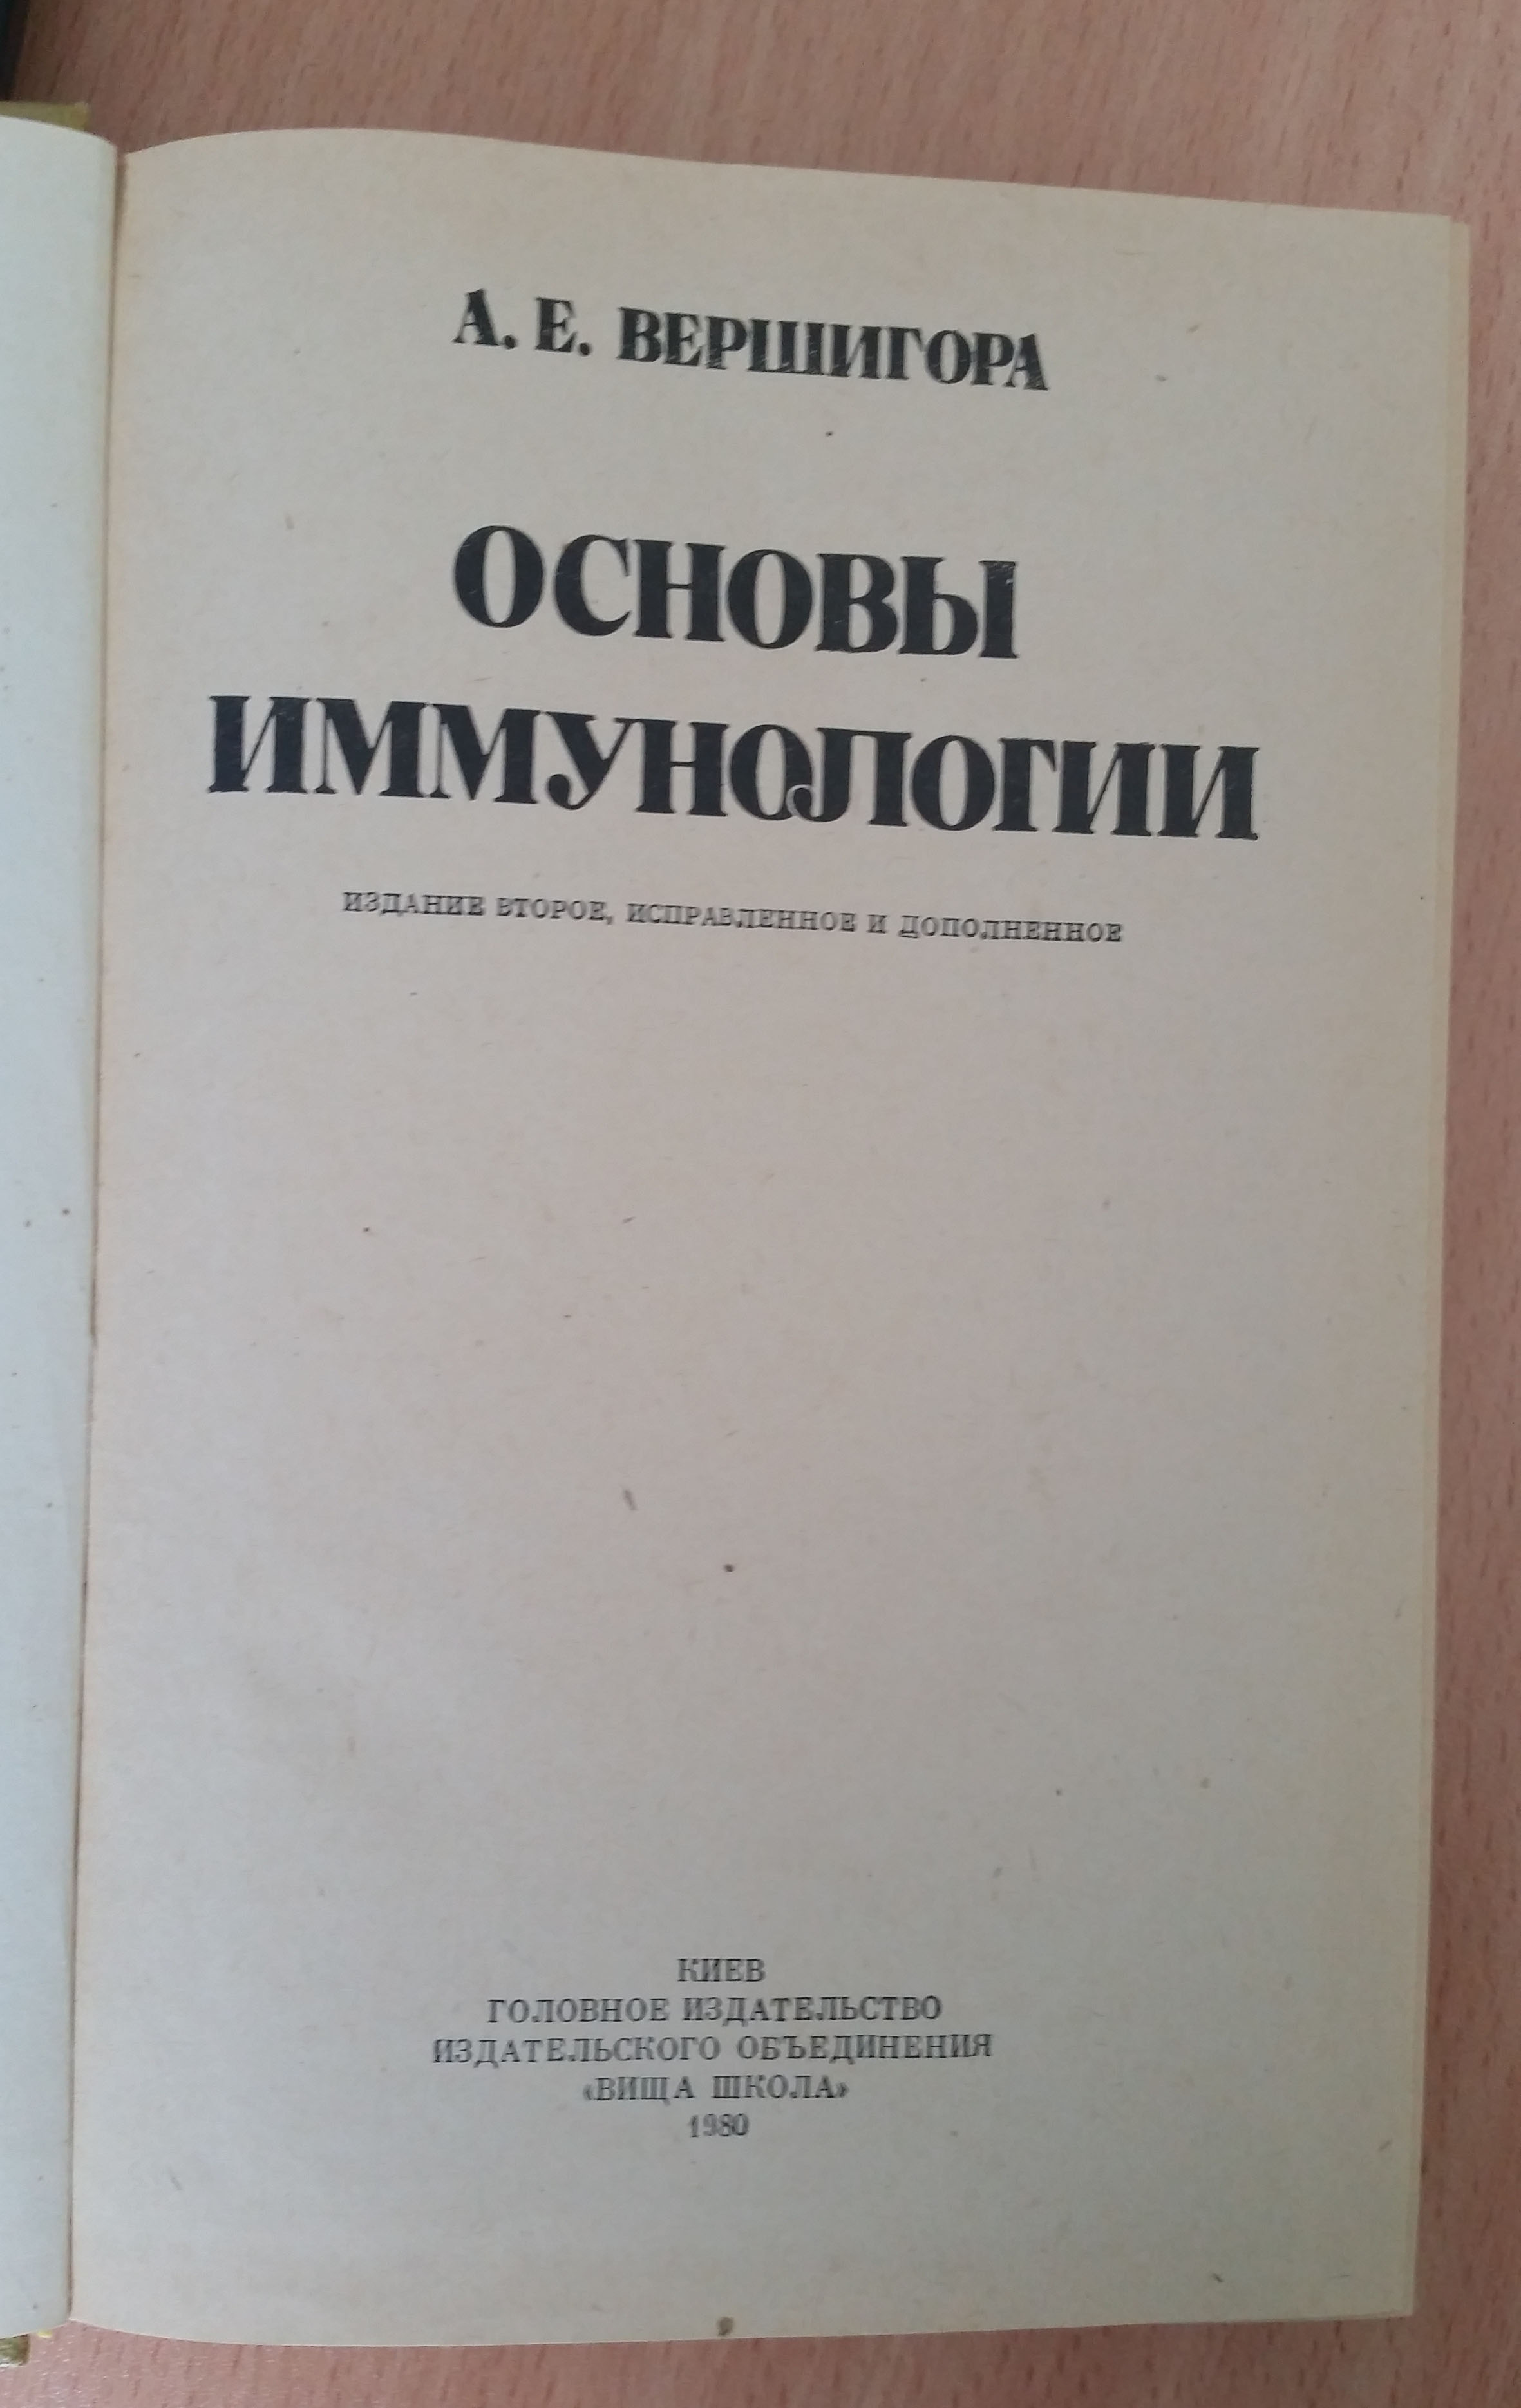 А. Е. ВЕРШИГОРА
ОСНОВЫ
ИММУНОЛОГИИ
ИЗДАНИЕ ВТОРОЕ, ИСПРАВЛЕННОЕ И ДОПОЛНЕННОЕ
КИЕВ
ГОЛОВНОЕ ИЗДАТЕЛЬСТВО
ИЗДАТЕЛЬСКОГО ОБЪЕДИНЕНИЯ
«ВИЩА ШКОЛА»
1980